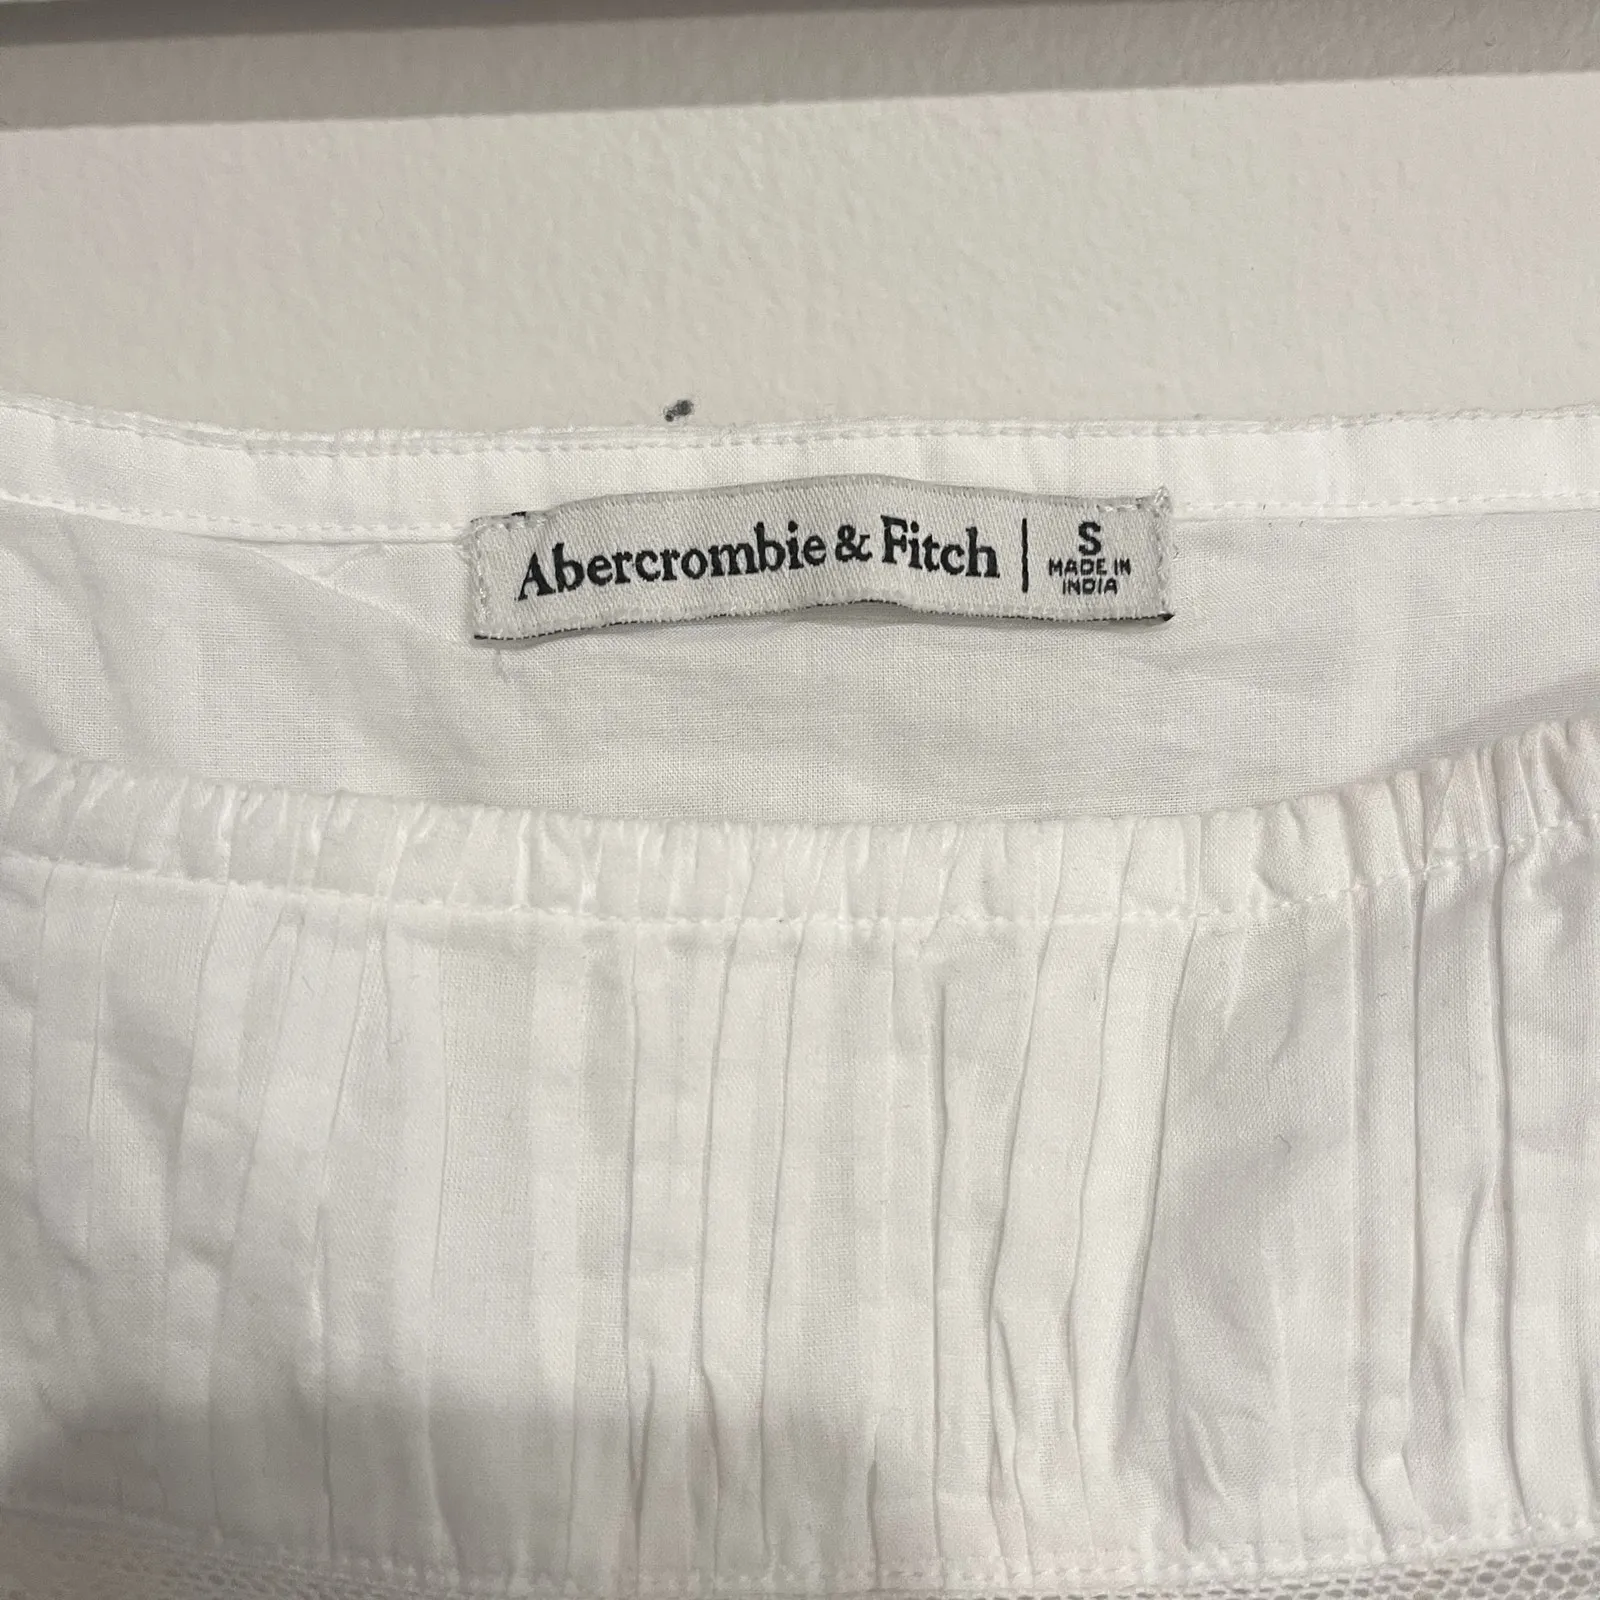 Abercrombie & Fitch | S
MADE IN
INDIA